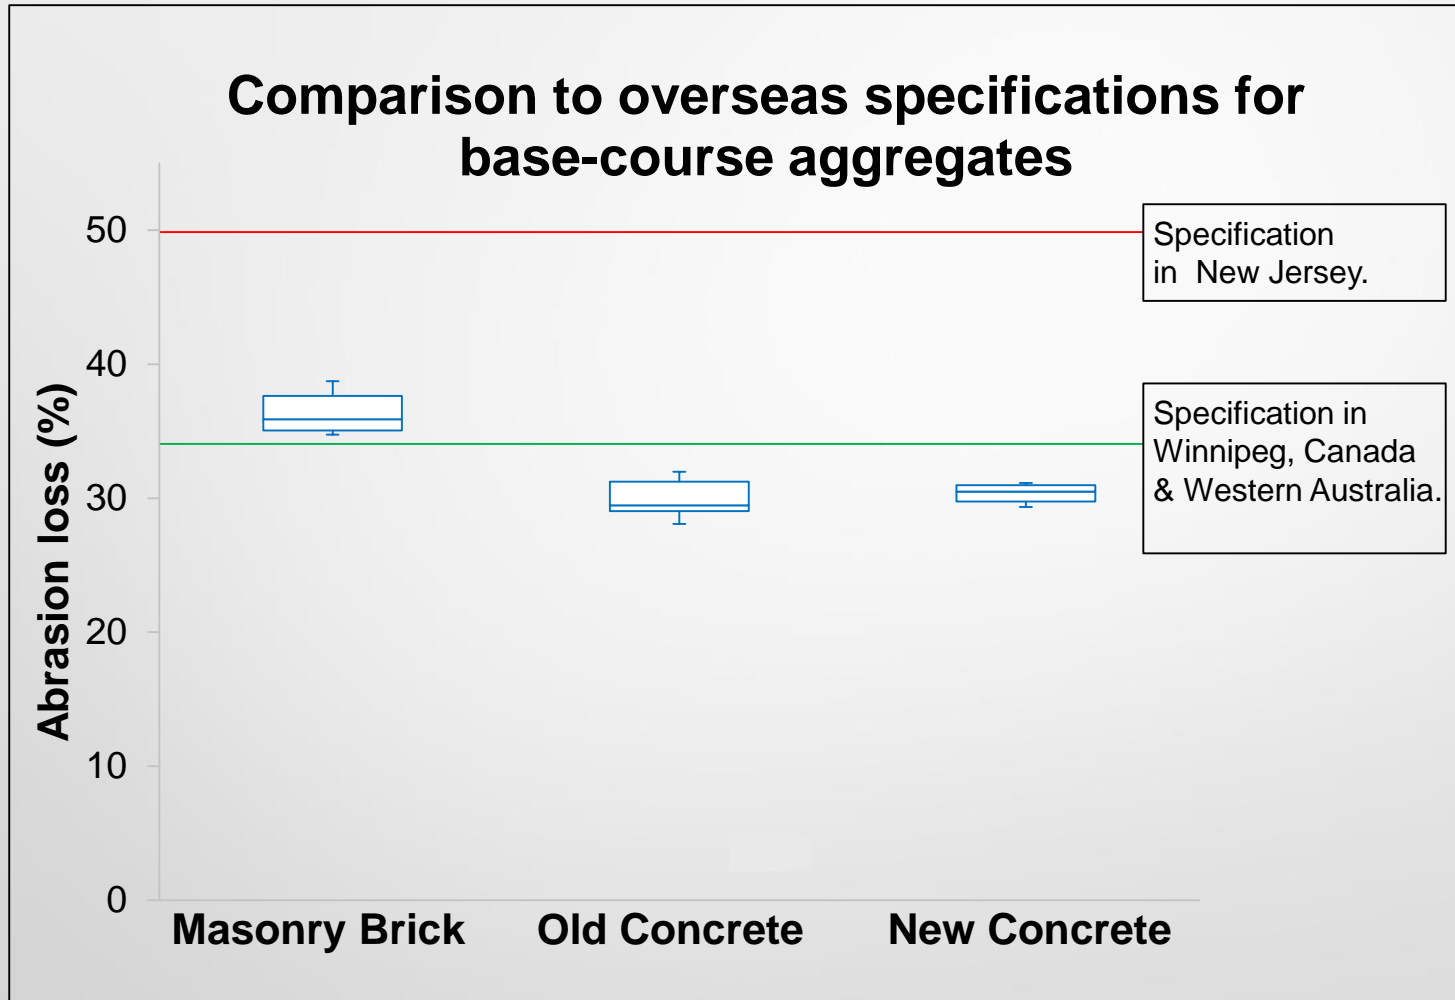 Comparison to overseas specifications for
base-course aggregates
Abrasion loss (%)
50
40
30
20
10
0
Specification
in  New Jersey.
Specification in
Winnipeg, Canada
& Western Australia.
Masonry Brick
Old Concrete
New Concrete